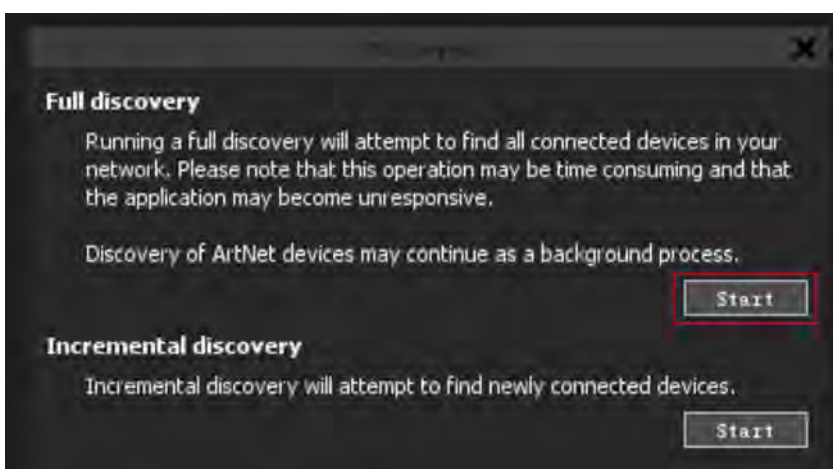 Full discovery
Running a full discovery will attempt to find all connected devices in your
network. Please note that this operation may be time consuming and that
the application may become unresponsive.
Discovery of ArtNet devices may continue as a background process.
Start
Incremental discovery
Incremental discovery will attempt to find newly connected devices.
Start